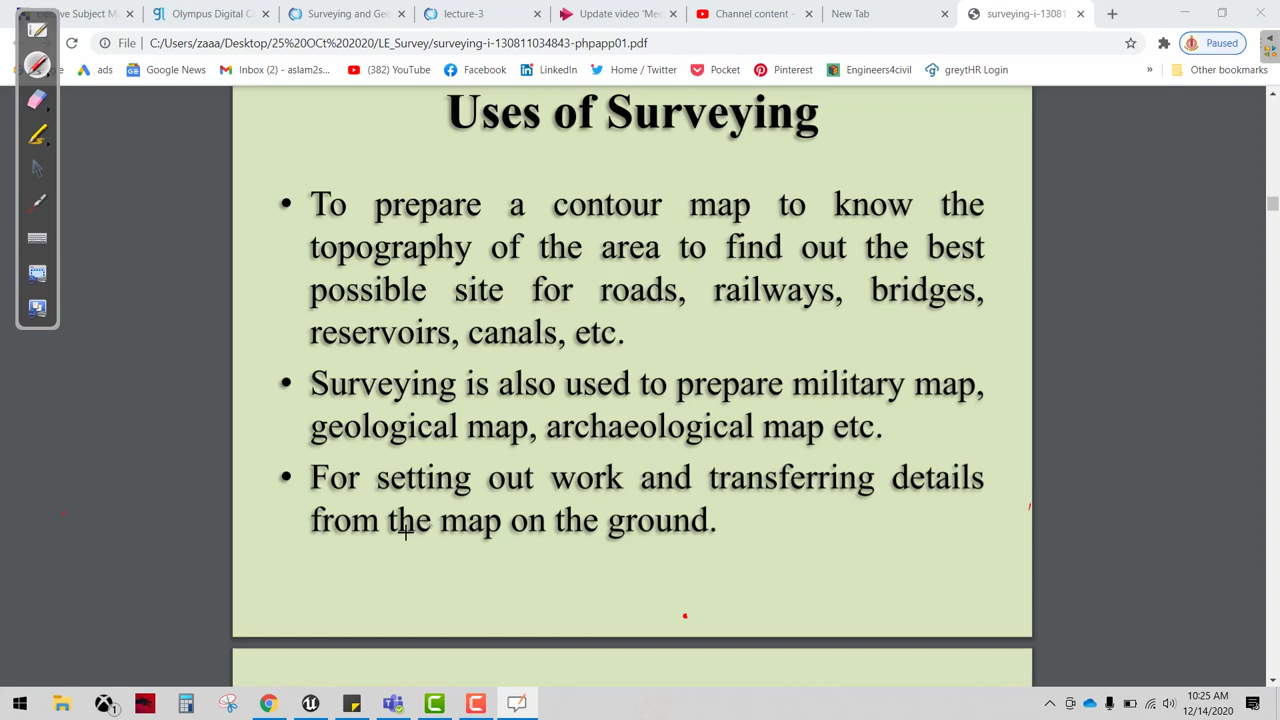 Elective Subject M
Olympus Digital C
Surveying and Geo
lectur
Update video 'Mee
Channel content -
New Tab
surveying-i-13081
File
C:/Users/zaaa/Desktop/25%20OCt%202020/LE_Survey/surveying-i-130811034843-phpapp01.pdf
Paused
ads
Google News
Inbox (2) - aslam2s...
(382) YouTube
Facebook
LinkedIn
Home / Twitter
Pocket
Pinterest
Engineers4civil
greytHR Login
»
Other bookmarks
Uses of Surveying
• To prepare a contour map to know the
topography of the area to find out the best
possible site for roads, railways, bridges,
reservoirs, canals, etc.
• Surveying is also used to prepare military map,
geological map, archaeological map etc.
• For setting out work and transferring details
from the map on the ground.
10:25 AM
12/14/2020